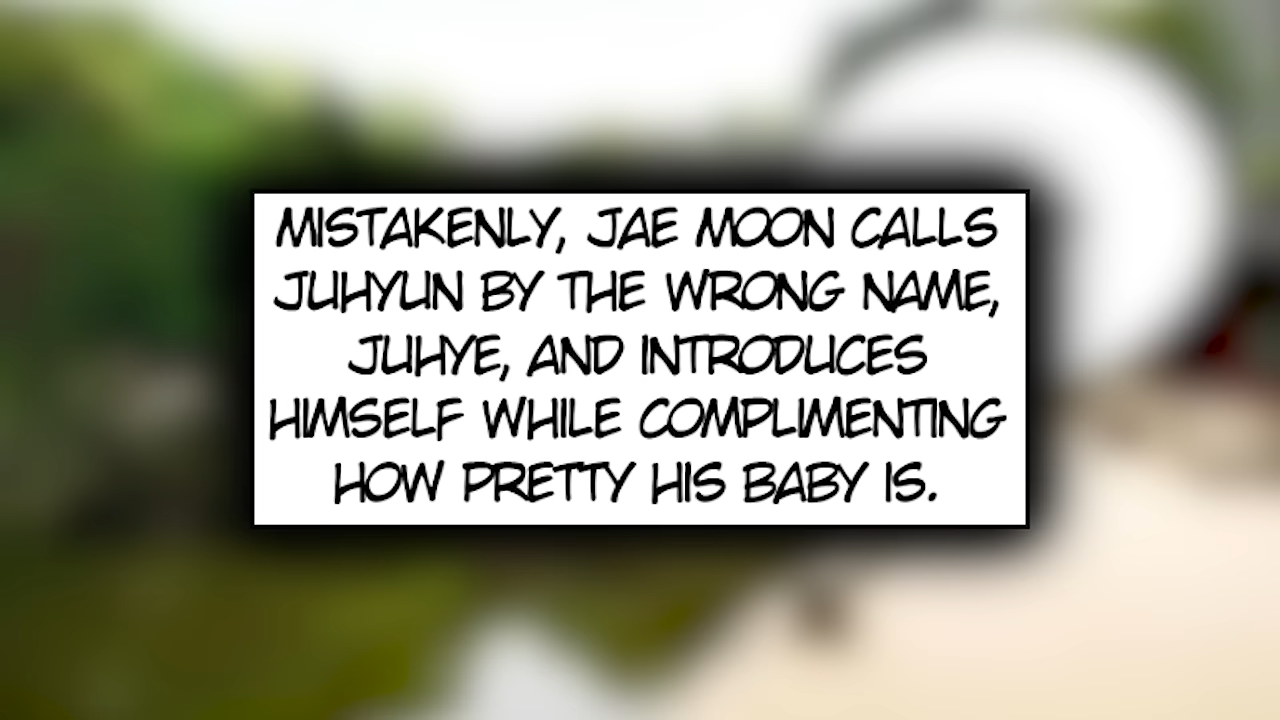 MISTAKENLY, JAE MOON CALLS
JUHYUN BY THE WRONG NAME,
JUHYE, AND INTRODUCES
HIMSELF WHILE COMPLIMENTING
HOW PRETTY HIS BABY IS.